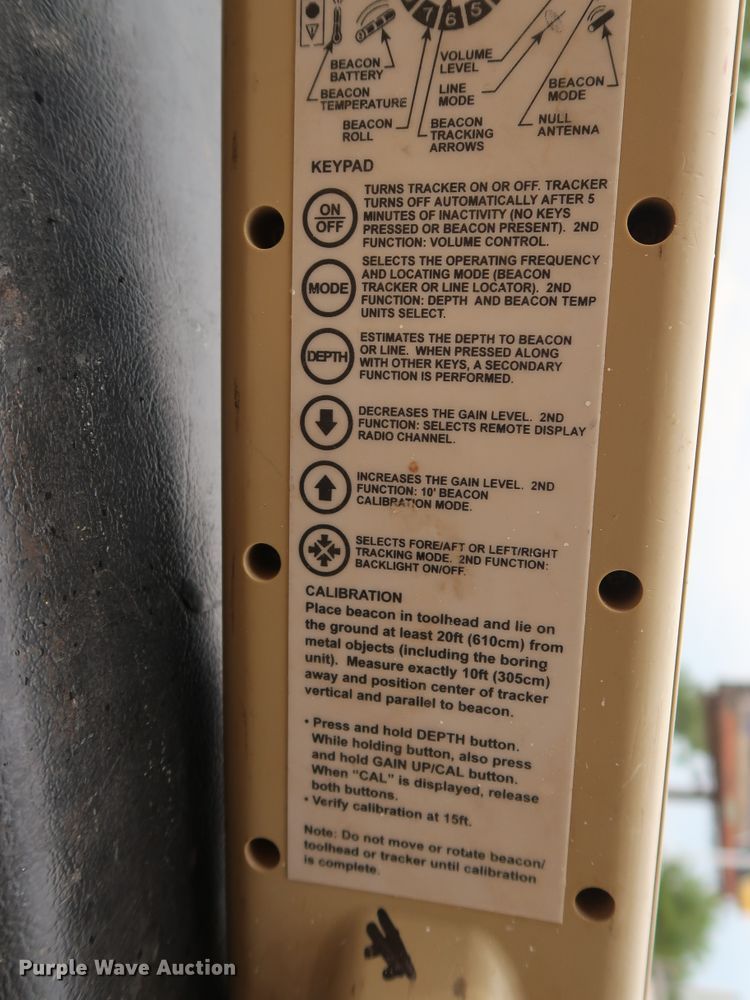 7 6 5
BEACON
BATTERY
VOLUME
LEVEL
BEACON
MODE
BEACON
TEMPERATURE
LINE
MODE
BEACON
ROLL
BEACON
TRACKING
ARROWS
NULL
ANTENNA
KEYPAD
ON
OFF
TURNS TRACKER ON OR OFF. TRACKER
TURNS OFF AUTOMATICALLY AFTER 5
MINUTES OF INACTIVITY (NO KEYS
PRESSED OR BEACON PRESENT). 2ND
FUNCTION: VOLUME CONTROL.
MODE
SELECTS THE OPERATING FREQUENCY
AND LOCATING MODE (BEACON
TRACKER OR LINE LOCATOR). 2ND
FUNCTION: DEPTH AND BEACON TEMP
UNITS SELECT.
DEPTH
ESTIMATES THE DEPTH TO BEACON
OR LINE. WHEN PRESSED ALONG
WITH OTHER KEYS, A SECONDARY
FUNCTION IS PERFORMED.
DECREASES THE GAIN LEVEL. 2ND
FUNCTION: SELECTS REMOTE DISPLAY
RADIO CHANNEL.
INCREASES THE GAIN LEVEL. 2ND
FUNCTION: 10' BEACON
CALIBRATION MODE.
SELECTS FORE/AFT OR LEFT/RIGHT
TRACKING MODE. 2ND FUNCTION:
BACKLIGHT ON/OFF.
CALIBRATION
Place beacon in toolhead and lie on
the ground at least 20ft (610cm) from
metal objects (including the boring
unit). Measure exactly 10ft (305cm)
away and position center of tracker
vertical and parallel to beacon.
• Press and hold DEPTH button.
While holding button, also press
and hold GAIN UP/CAL button.
When "CAL" is displayed, release
both buttons.
• Verify calibration at 15ft.
Note: Do not move or rotate beacon/
toolhead or tracker until calibration
is complete.
Purple Wave Auction